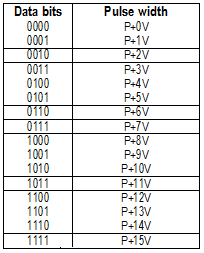 Data bits Pulse width
0000 P+0V
0001 P+1V
0010 P+2V
0011 P+3V
0100 P+4V
0101 P+5V
0110 P+6V
0111 P+7V
1000 P+8V
1001 P+9V
1010 P+10V
1011 P+11V
1100 P+12V
1101 P+13V
1110 P+14V
1111 P+15V